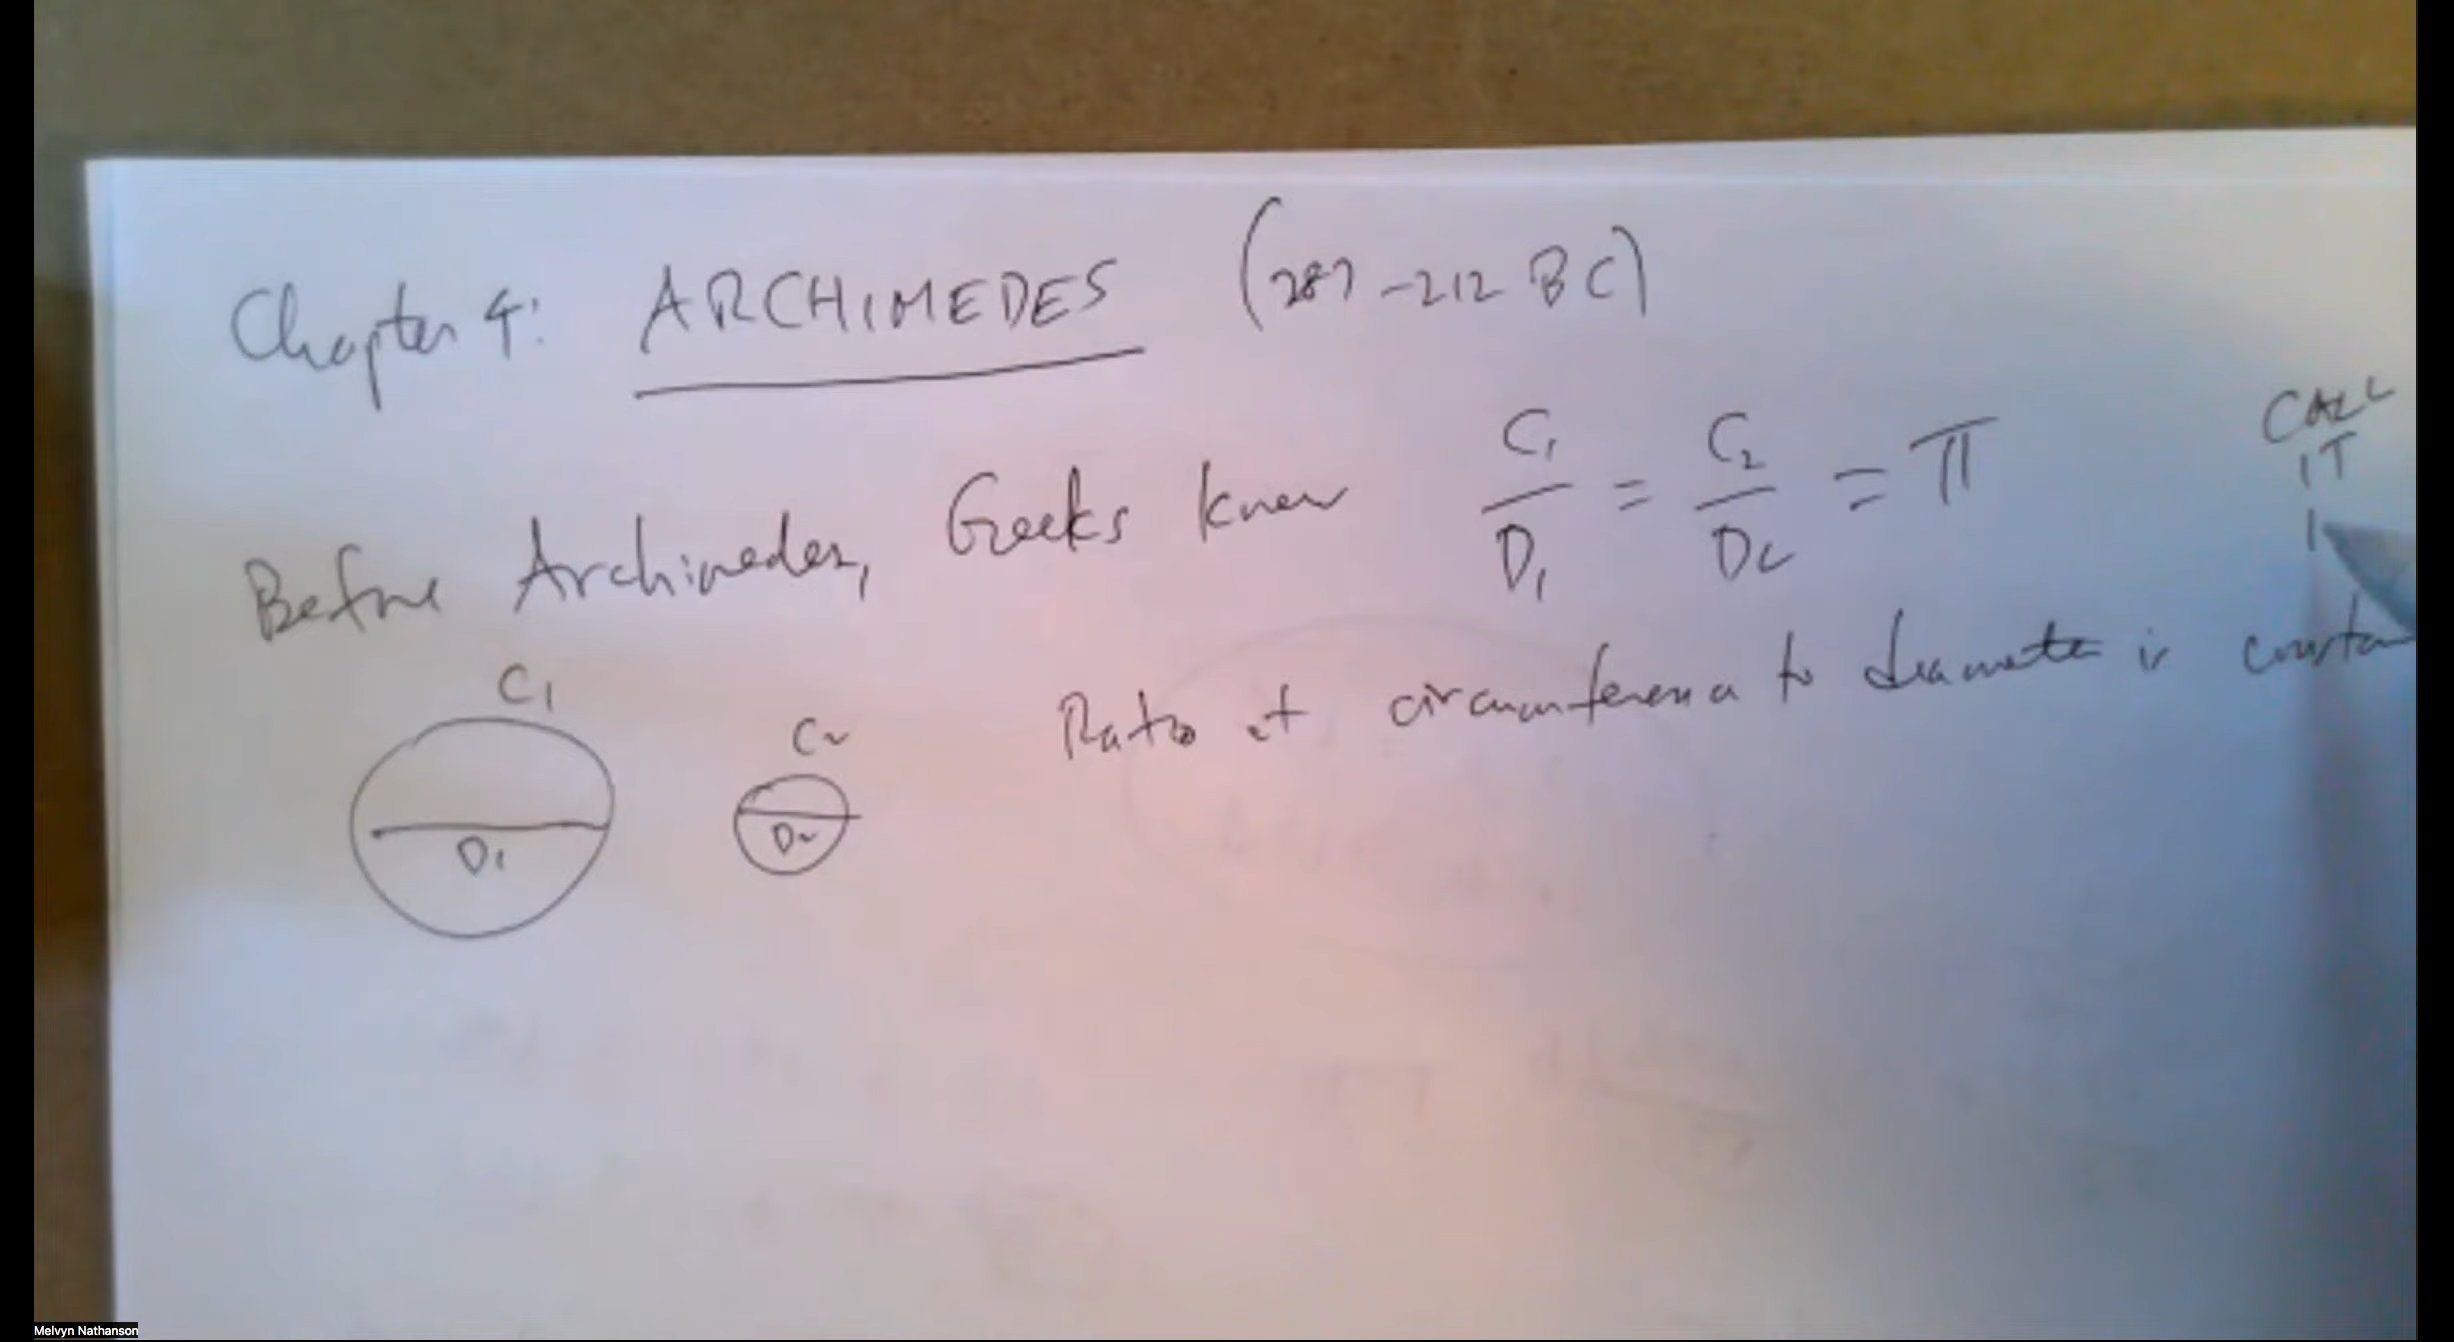 Chapter 4: ARCHIMEDES (287-212 BC)
Before Archimedes, Greeks knew C1/D1 = C2/D2 = π
CALL
IT
C1
C2
D1
D2
Ratio of circumference to diameter is constan
Melvyn Nathanson